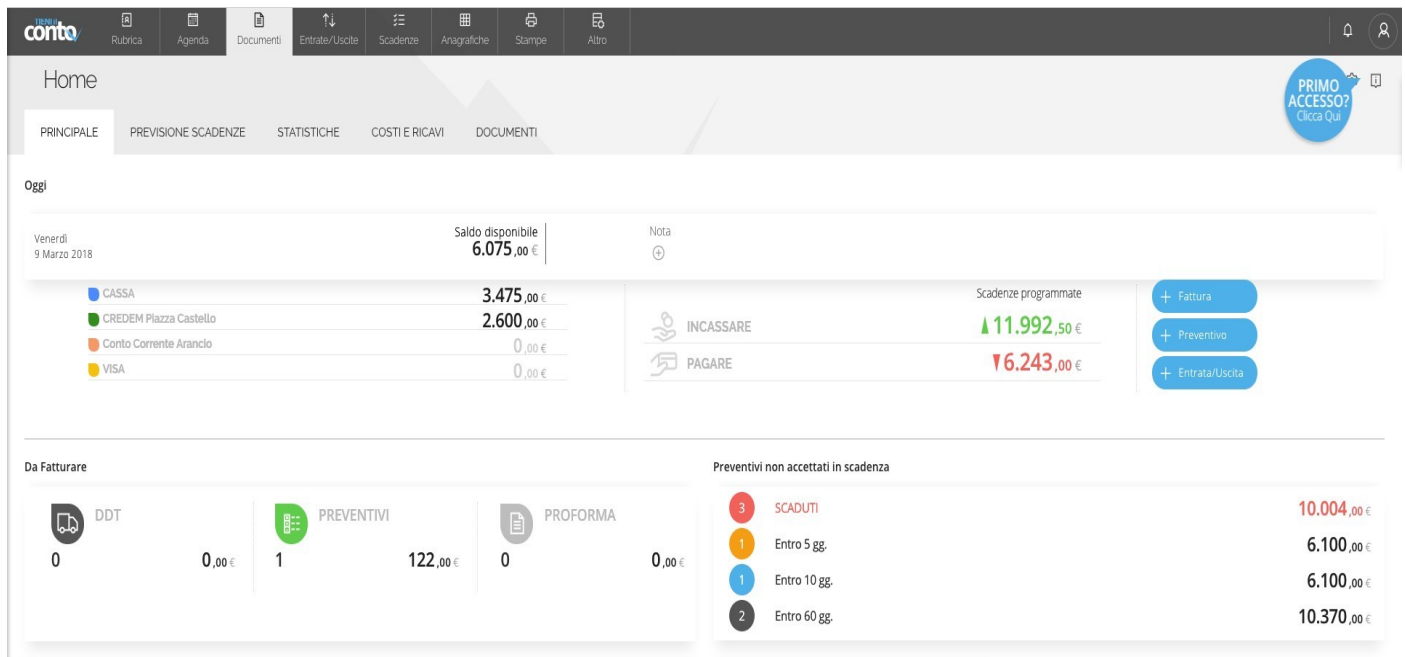 TIENI IL
conto
Rubrica
Agenda
Documenti
Entrate/Uscite
Scadenze
Anagrafiche
Stampe
Altro
Home
PRIMO
ACCESSO?
Clicca Qui
PRINCIPALE PREVISIONE SCADENZE STATISTICHE COSTI E RICAVI DOCUMENTI
Oggi
Venerdì
9 Marzo 2018
Saldo disponibile
6.075,00 €
Nota
CASSA 3.475,00 €
CREDEM Piazza Castello 2.600,00 €
Conto Corrente Arancio 0,00 €
VISA 0,00 €
Scadenze programmate
INCASSARE 11.992,50 €
PAGARE 6.243,00 €
+ Fattura
+ Preventivo
+ Entrata/Uscita
Da Fatturare
DDT
0 0,00 €
PREVENTIVI
1 122,00 €
PROFORMA
0 0,00 €
Preventivi non accettati in scadenza
3 SCADUTI 10.004,00 €
1 Entro 5 gg. 6.100,00 €
1 Entro 10 gg. 6.100,00 €
2 Entro 60 gg. 10.370,00 €